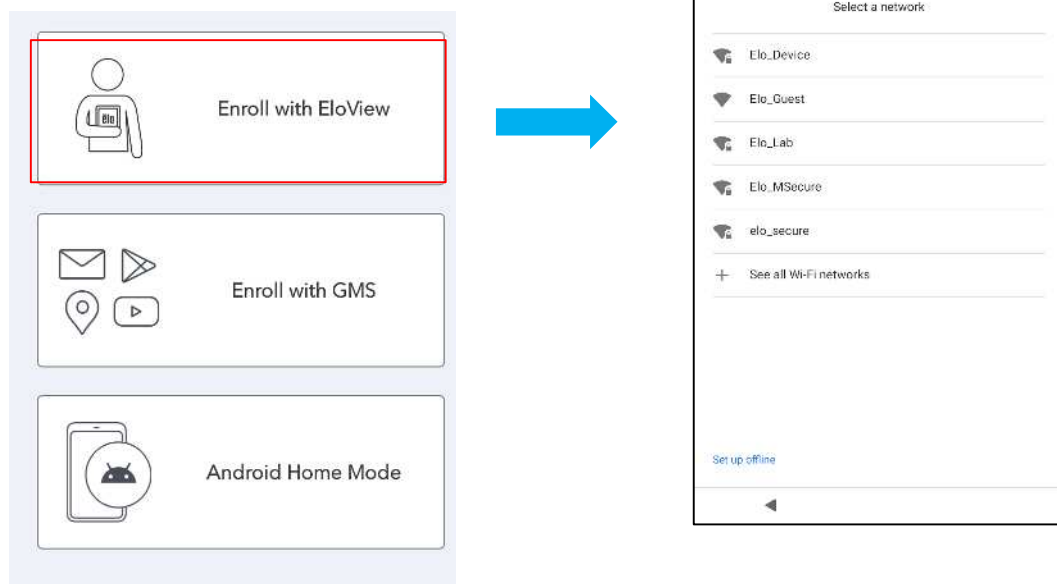 Elo
Enroll with EloView
Enroll with GMS
Android Home Mode
Select a network
Elo_Device
Elo_Guest
Elo_Lab
Elo_MSecure
elo_secure
See all Wi-Fi networks
Set up offline